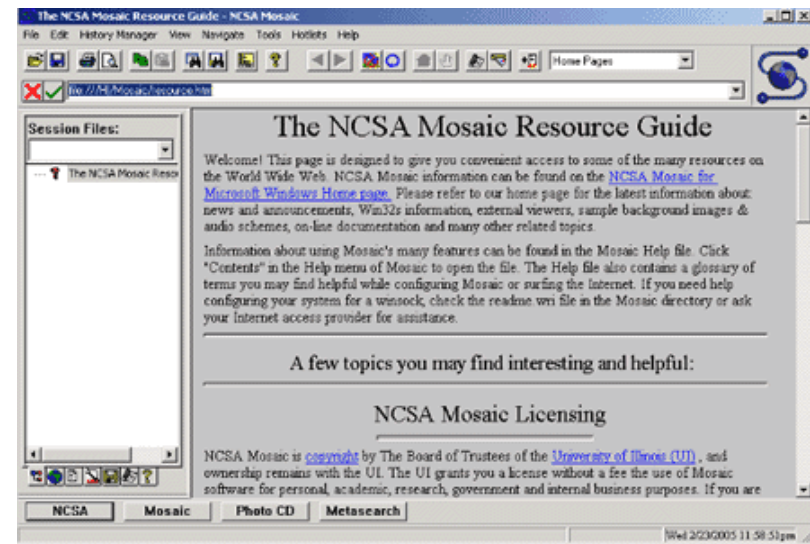 The NCSA Mosaic Resource Guide - NCSA Mosaic
File Edit History Manager View Navigate Tools Hotlists Help
Home Pages
file:///H|/Mosaic/resource.htm
Session Files:
The NCSA Mosaic Resor
The NCSA Mosaic Resource Guide
Welcome! This page is designed to give you convenient access to some of the many resources on
the World Wide Web. NCSA Mosaic information can be found on the NCSA Mosaic for
Microsoft Windows Home page. Please refer to our home page for the latest information about:
news and announcements, Win32s information, external viewers, sample background images &
audio schemes, on-line documentation and many other related topics.
Information about using Mosaic's many features can be found in the Mosaic Help file. Click
"Contents" in the Help menu of Mosaic to open the file. The Help file also contains a glossary of
terms you may find helpful while configuring Mosaic or surfing the Internet. If you need help
configuring your system for a winsock, check the readme.wri file in the Mosaic directory or ask
your Internet access provider for assistance.
A few topics you may find interesting and helpful:
NCSA Mosaic Licensing
NCSA Mosaic is copyright by The Board of Trustees of the University of Illinois (UI) , and
ownership remains with the UI. The UI grants you a license without a fee the use of Mosaic
software for personal, academic, research, government and internal business purposes. If you are
NCSA Mosaic Photo CD Metasearch
Wed 2/23/2005 11:58:51pm